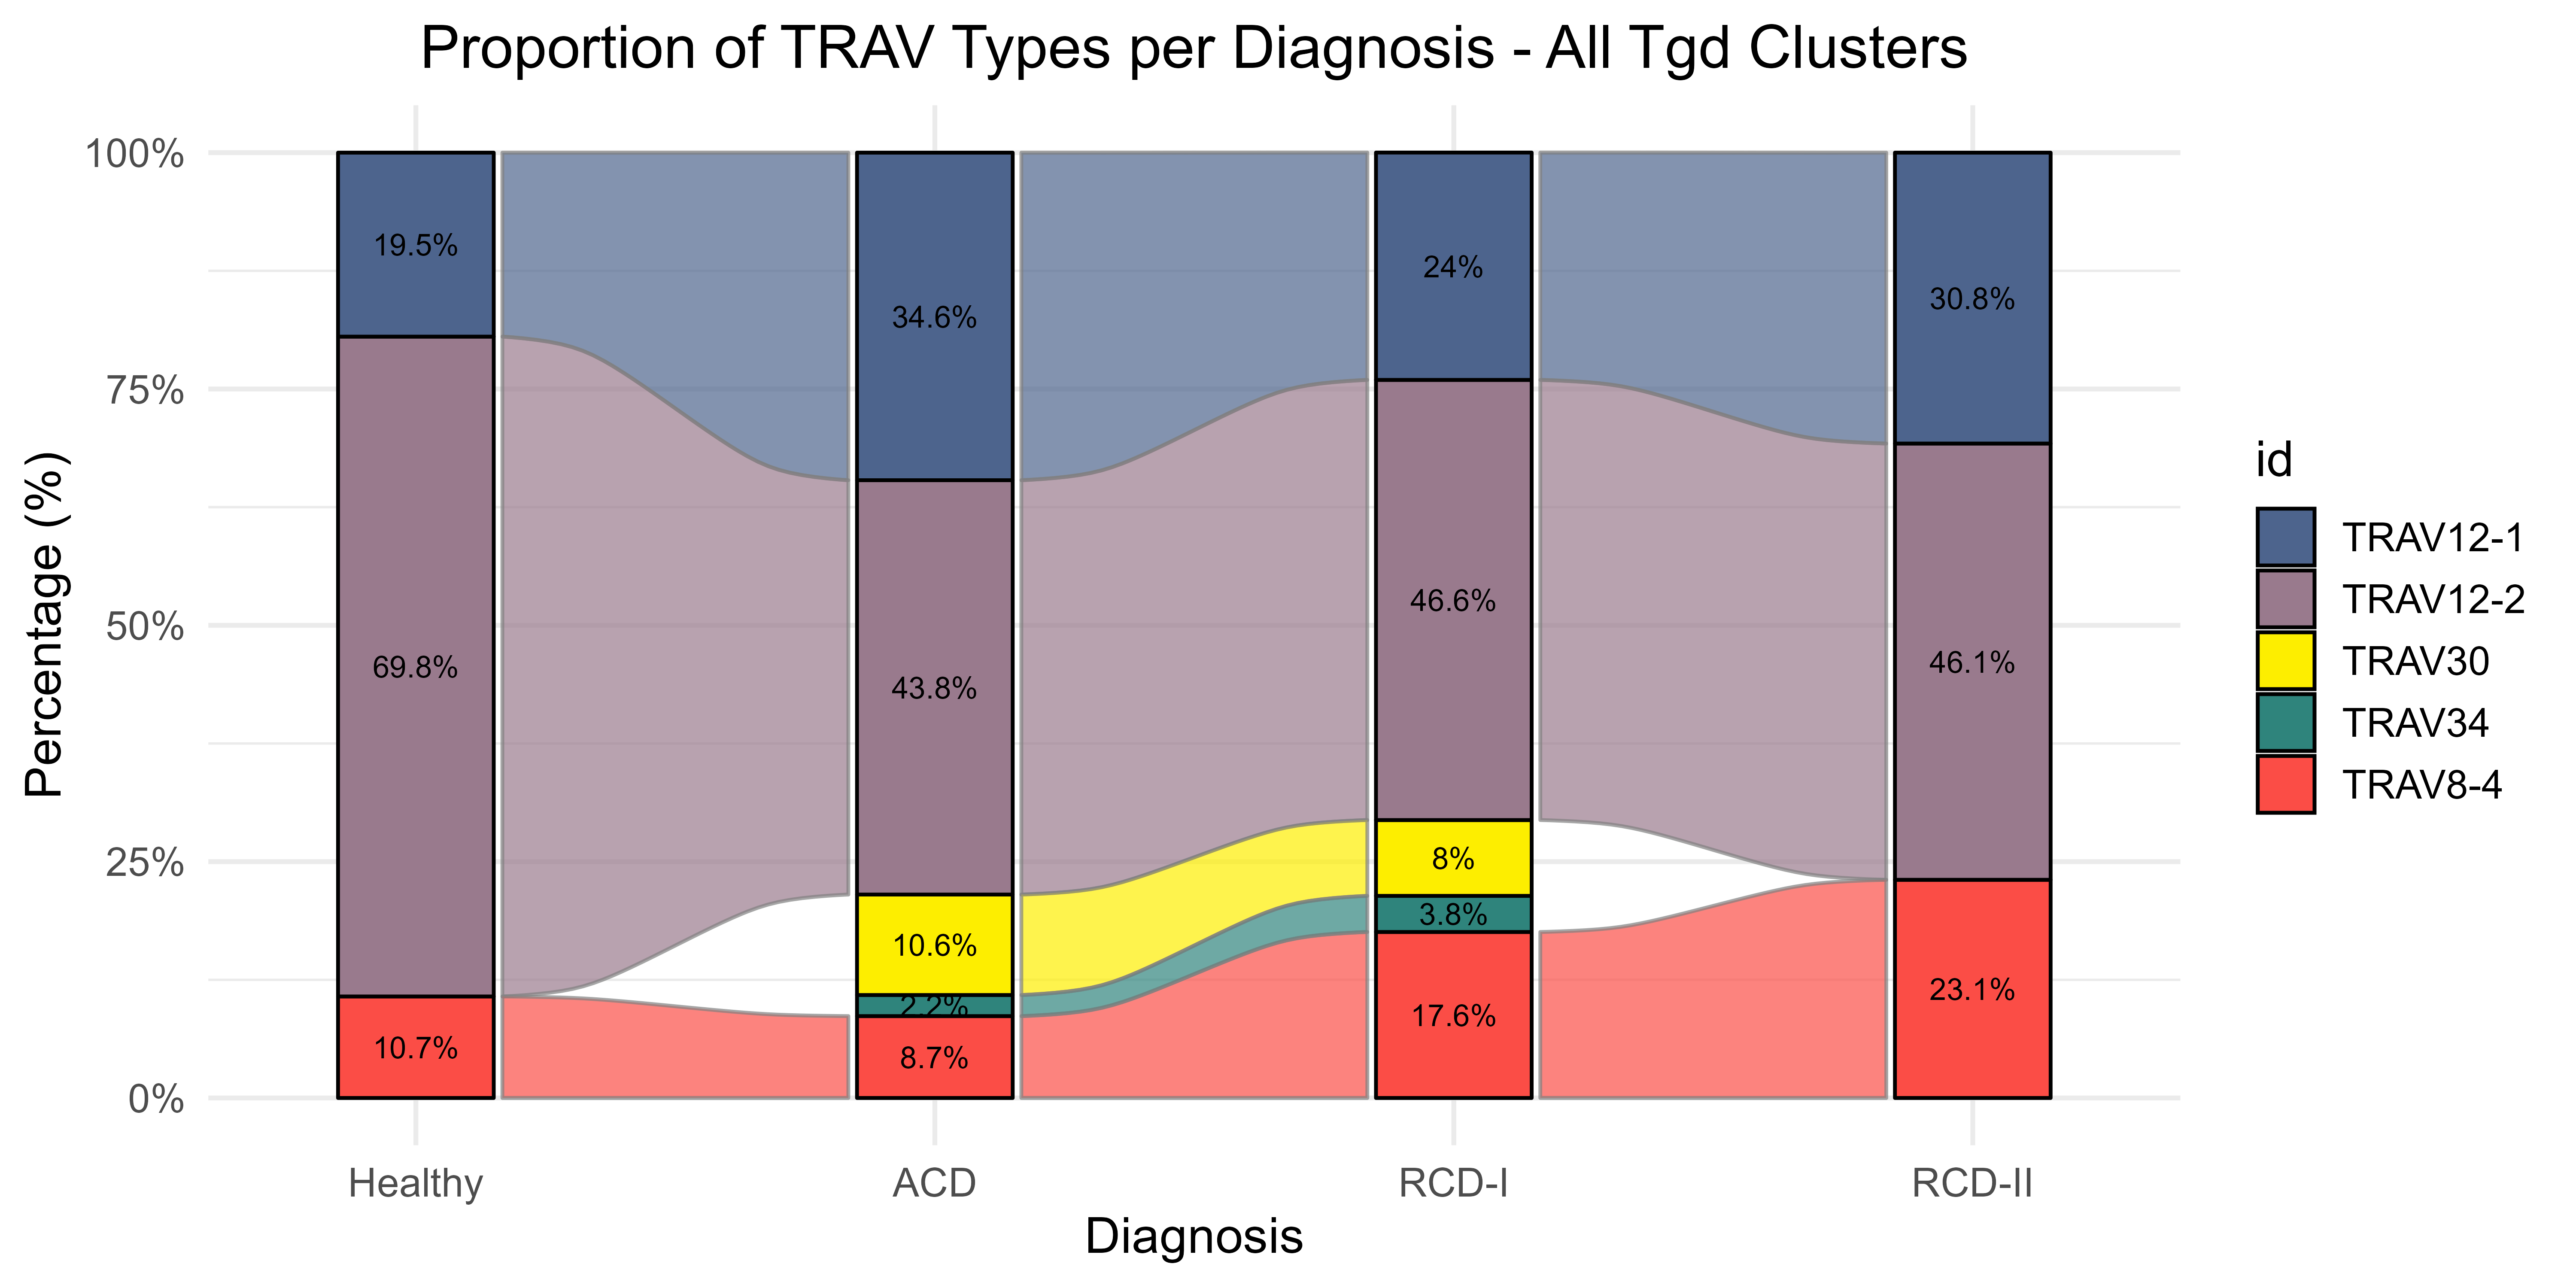 Proportion of TRAV Types per Diagnosis - All Tgd Clusters
Percentage (%)
100%
75%
50%
25%
0%
19.5%
69.8%
10.7%
34.6%
43.8%
10.6%
2.2%
8.7%
24%
46.6%
8%
3.8%
17.6%
30.8%
46.1%
23.1%
Healthy
ACD
RCD-I
RCD-II
Diagnosis
id
TRAV12-1
TRAV12-2
TRAV30
TRAV34
TRAV8-4